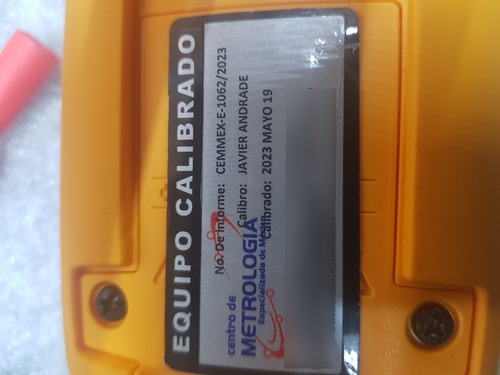 EQUIPO CALIBRADO
No. De Informe: CEMMEX-E-1062/2023
Calibro: JAVIER ANDRADE
Calibrado: 2023 MAYO 19
centro de
METROLOGÍA
Especializada de México